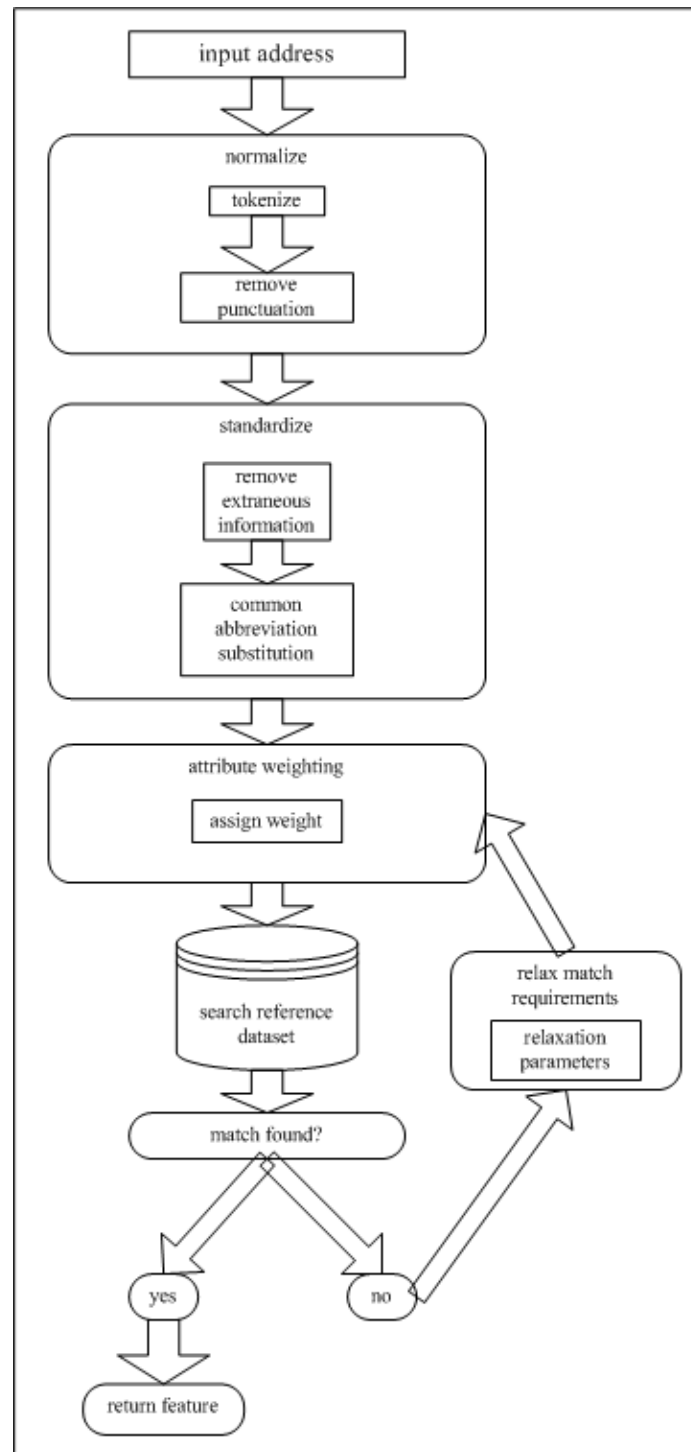 input address
normalize
tokenize
remove
punctuation
standardize
remove
extraneous
information
common
abbreviation
substitution
attribute weighting
assign weight
search reference
dataset
relax match
requirements
relaxation
parameters
match found?
yes
no
return feature